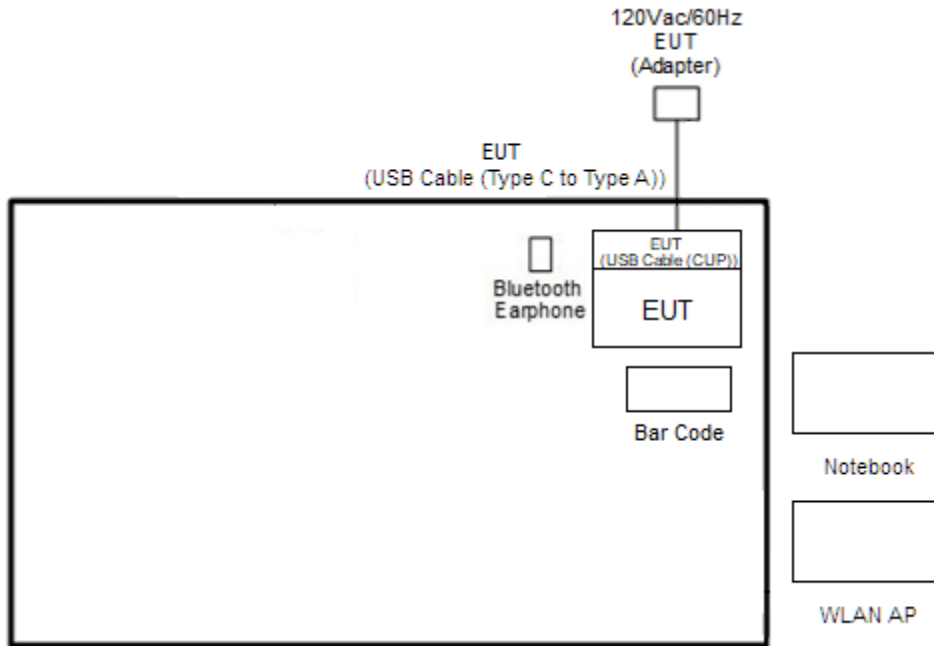 120Vac/60Hz
EUT
(Adapter)
EUT
(USB Cable (Type C to Type A))
EUT
(USB Cable (CUP))
EUT
Bluetooth
Earphone
Bar Code
Notebook
WLAN AP